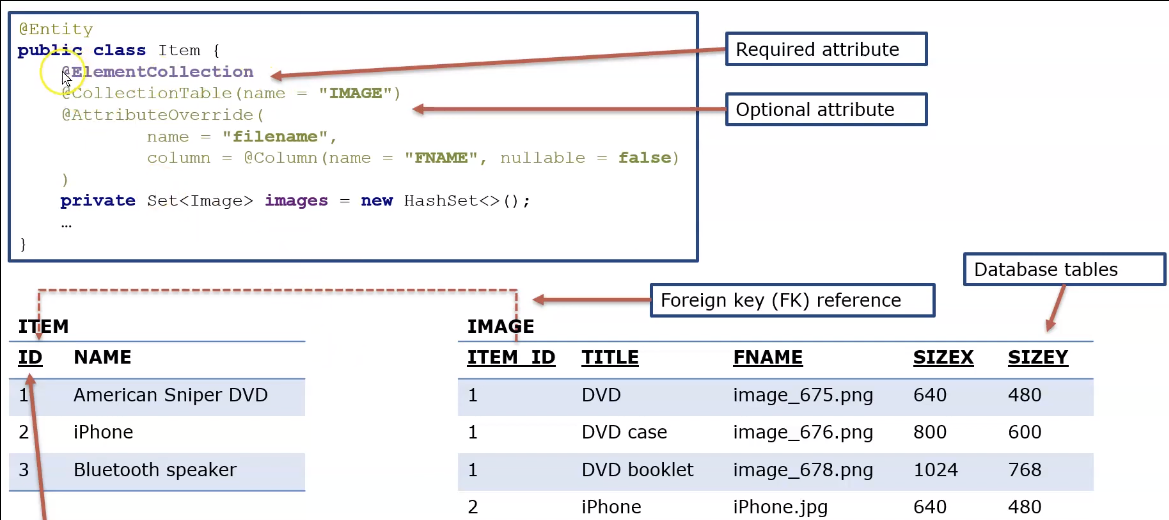 @Entity
public class Item {
@ElementCollection
@CollectionTable(name = "IMAGE")
@AttributeOverride(
name = "filename",
column = @Column(name = "FNAME", nullable = false)
)
private Set<Image> images = new HashSet<>();
…
}
Required attribute
Optional attribute
Database tables
Foreign key (FK) reference
ITEM
ID NAME
1 American Sniper DVD
2 iPhone
3 Bluetooth speaker
IMAGE
ITEM_ID TITLE FNAME SIZEX SIZEY
1 DVD image_675.png 640 480
1 DVD case image_676.png 800 600
1 DVD booklet image_678.png 1024 768
2 iPhone iPhone.jpg 640 480